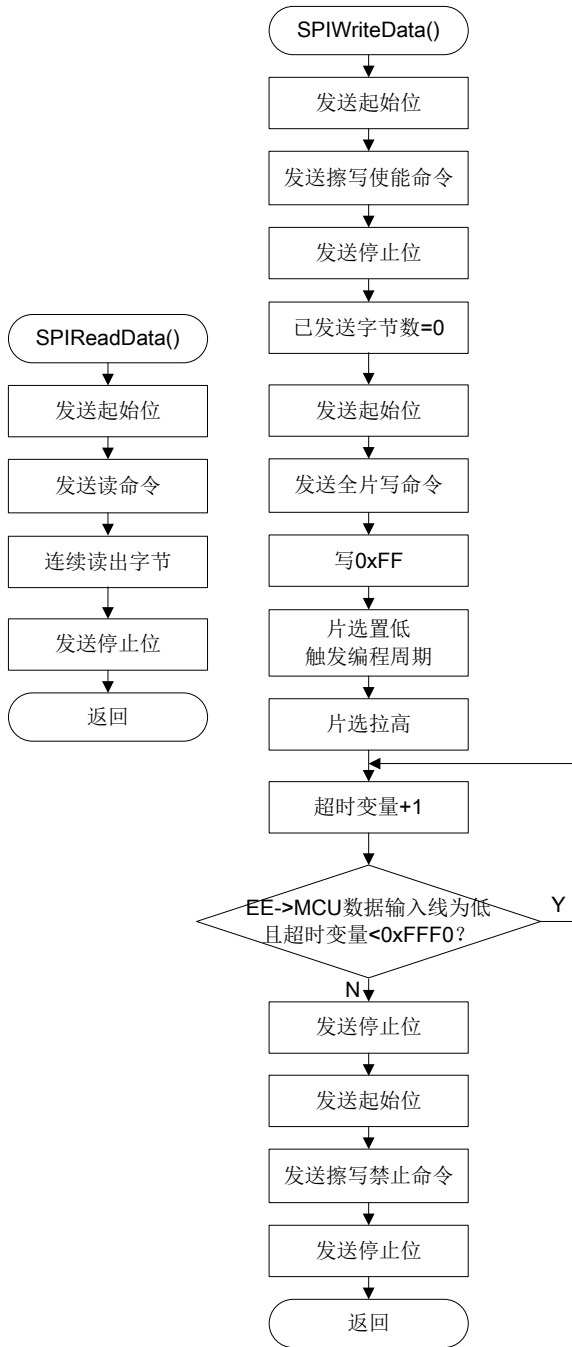 SPIWriteData()
发送起始位
发送擦写使能命令
发送停止位
已发送字节数=0
发送起始位
发送全片写命令
写0xFF
片选置低
触发编程周期
片选拉高
超时变量+1
EE->MCU数据输入线为低
且超时变量<0xFFF0?
Y
N
发送停止位
发送起始位
发送擦写禁止命令
发送停止位
返回
SPIReadData()
发送起始位
发送读命令
连续读出字节
发送停止位
返回